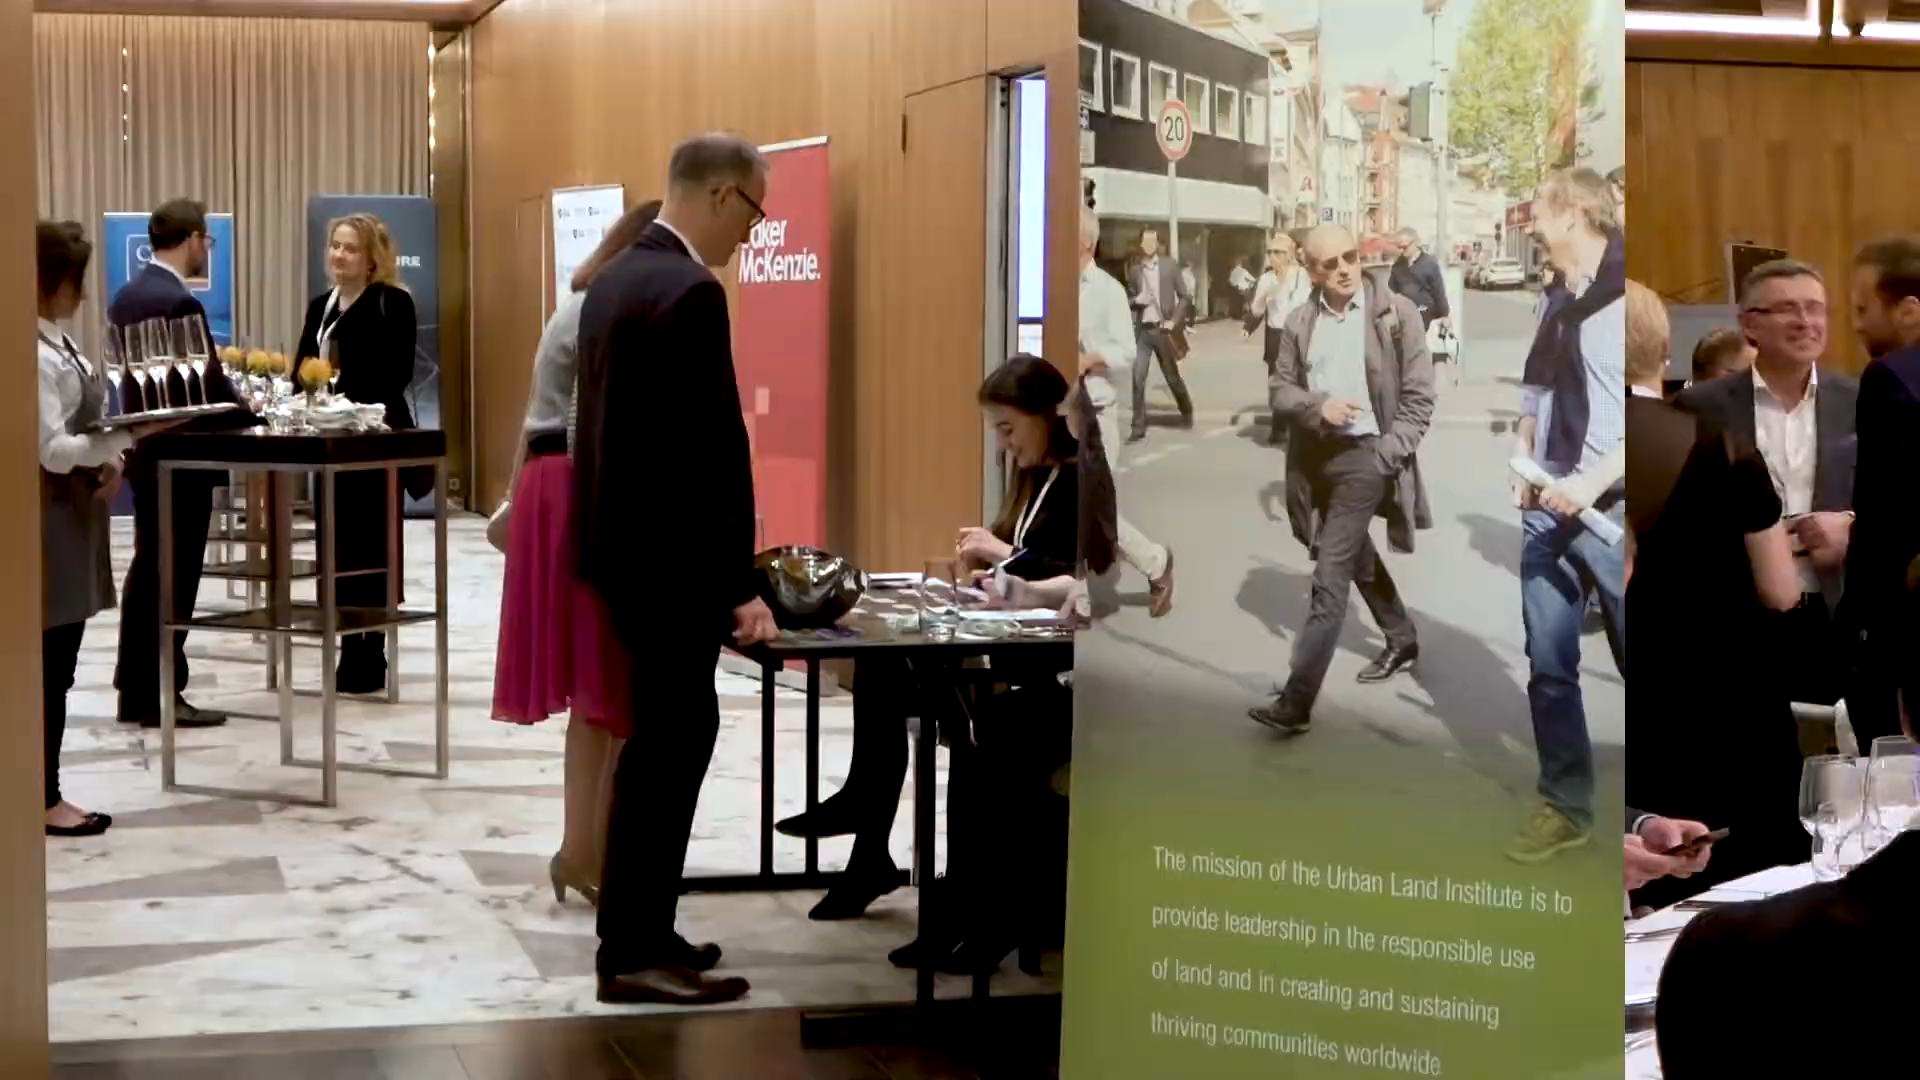 McKenzie.
20
The mission of the Urban Land Institute is to
provide leadership in the responsible use
of land and in creating and sustaining
thriving communities worldwide